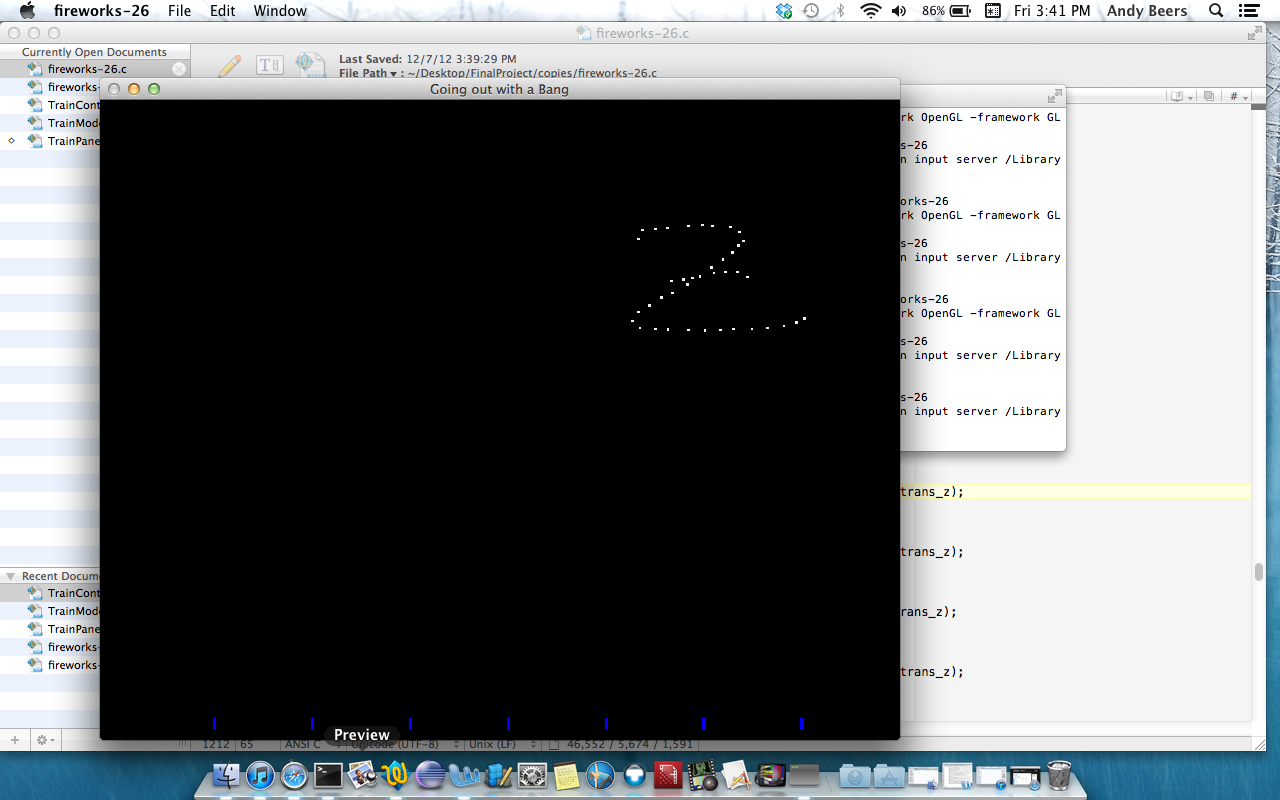 fireworks-26 File Edit Window 86% Fri 3:41 PM Andy Beers
fireworks-26.c
Currently Open Documents
fireworks-26.c
fireworks-
TrainCont
TrainMode
TrainPane
Last Saved: 12/7/12 3:39:29 PM
File Path : ~/Desktop/FinalProject/copies/fireworks-26.c
Going out with a Bang
#
rk OpenGL -framework GL
s-26
n input server /Library
orks-26
rk OpenGL -framework GL
s-26
n input server /Library
orks-26
rk OpenGL -framework GL
s-26
n input server /Library
s-26
n input server /Library
trans_z);
trans_z);
rans_z);
trans_z);
Recent Docume
TrainCont
TrainMode
TrainPane
fireworks-
fireworks-
Preview
1212 65 ANSI C Unicode (UTF-8) Unix (LF) 46,552 / 5,674 / 1,591